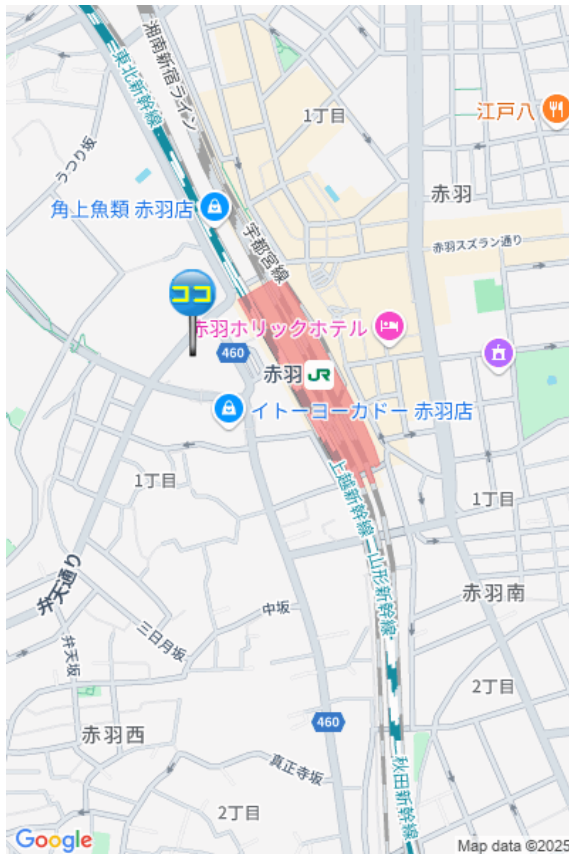 湘南新宿ライン
東北新幹線
1丁目
江戸八
うつり坂
赤羽
角上魚類 赤羽店
宇都宮線
赤羽スズラン通り
ココ
赤羽ホリックホテル
460
赤羽 JR
イトーヨーカドー 赤羽店
1丁目
上越新幹線
1丁目
山形新幹線
弁天通り
赤羽南
中坂
三日月坂
弁天坂
2丁目
460
赤羽西
秋田新幹線
真正寺坂
2丁目
Google
Map data ©2025